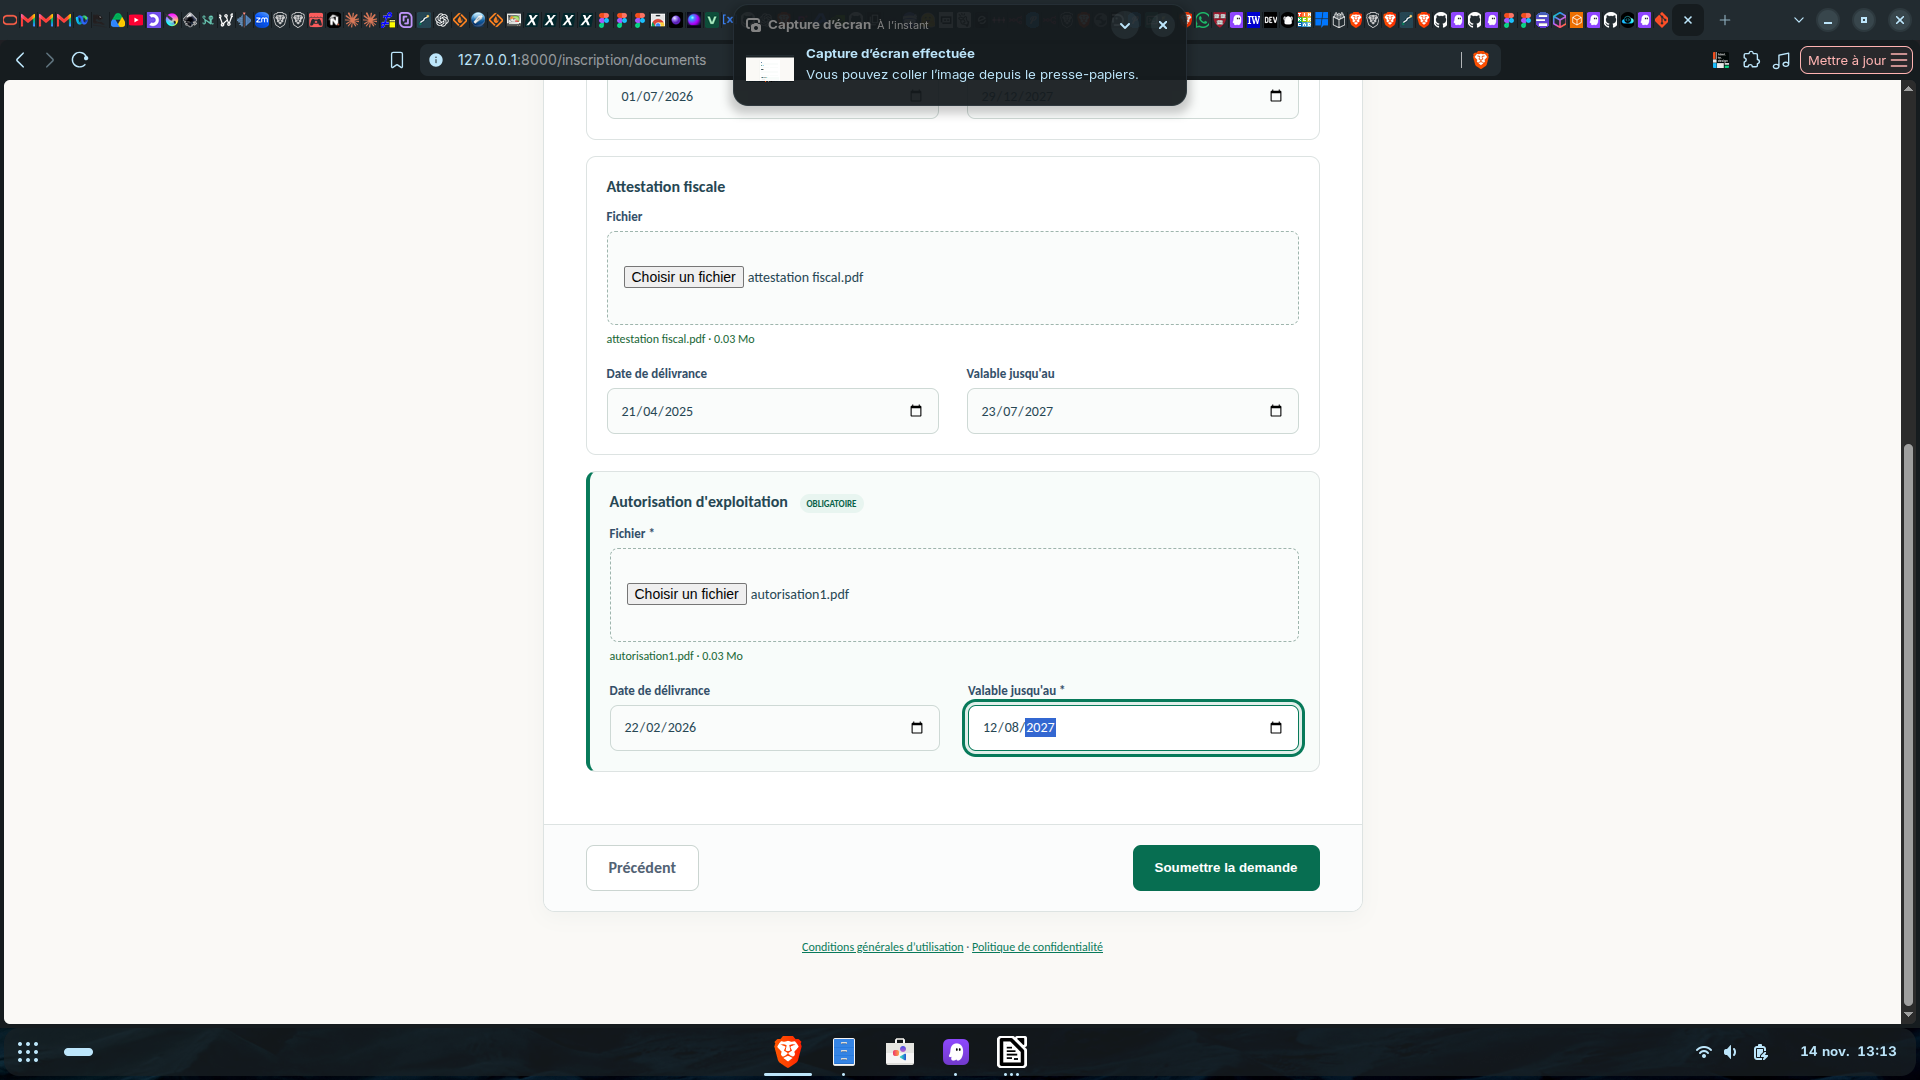 Capture d'écran À l'instant
Capture d'écran effectuée
Vous pouvez coller l'image depuis le presse-papiers.
127.0.0.1:8000/inscription/documents
Mettre à jour
01/07/2026
29/12/2027
Attestation fiscale
Fichier
Choisir un fichier attestation fiscal.pdf
attestation fiscal.pdf · 0.03 Mo
Date de délivrance
Valable jusqu'au
21/04/2025
23/07/2027
Autorisation d'exploitation OBLIGATOIRE
Fichier *
Choisir un fichier autorisation1.pdf
autorisation1.pdf · 0.03 Mo
Date de délivrance
Valable jusqu'au *
22/02/2026
12/08/2027
Précédent
Soumettre la demande
Conditions générales d'utilisation · Politique de confidentialité
14 nov. 13:13